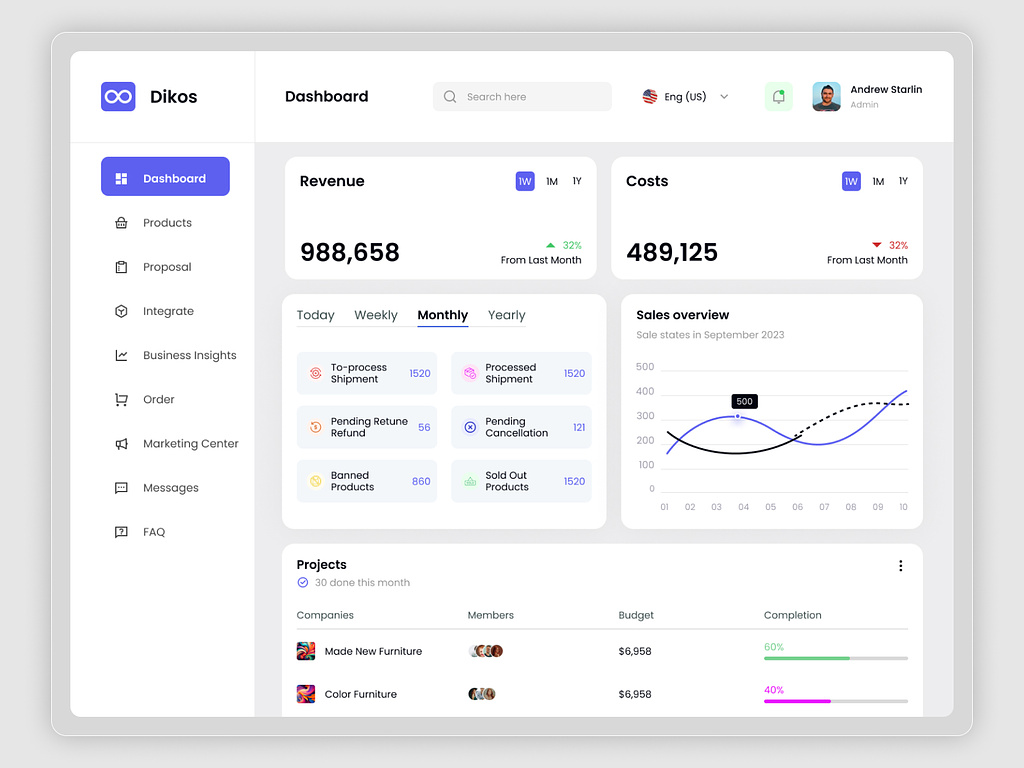 Dikos
Dashboard
Search here
Eng (US)
Andrew Starlin
Admin
Dashboard
Products
Proposal
Integrate
Business Insights
Order
Marketing Center
Messages
FAQ
Revenue
1W 1M 1Y
988,658
32%
From Last Month
Costs
1W 1M 1Y
489,125
32%
From Last Month
Today Weekly Monthly Yearly
To-process
Shipment
1520
Processed
Shipment
1520
Pending Retune
Refund
56
Pending
Cancellation
121
Banned
Products
860
Sold Out
Products
1520
Sales overview
Sale states in September 2023
500
400
300
200
100
0
500
01 02 03 04 05 06 07 08 09 10
Projects
30 done this month
Companies Members Budget Completion
Made New Furniture $6,958 60%
Color Furniture $6,958 40%